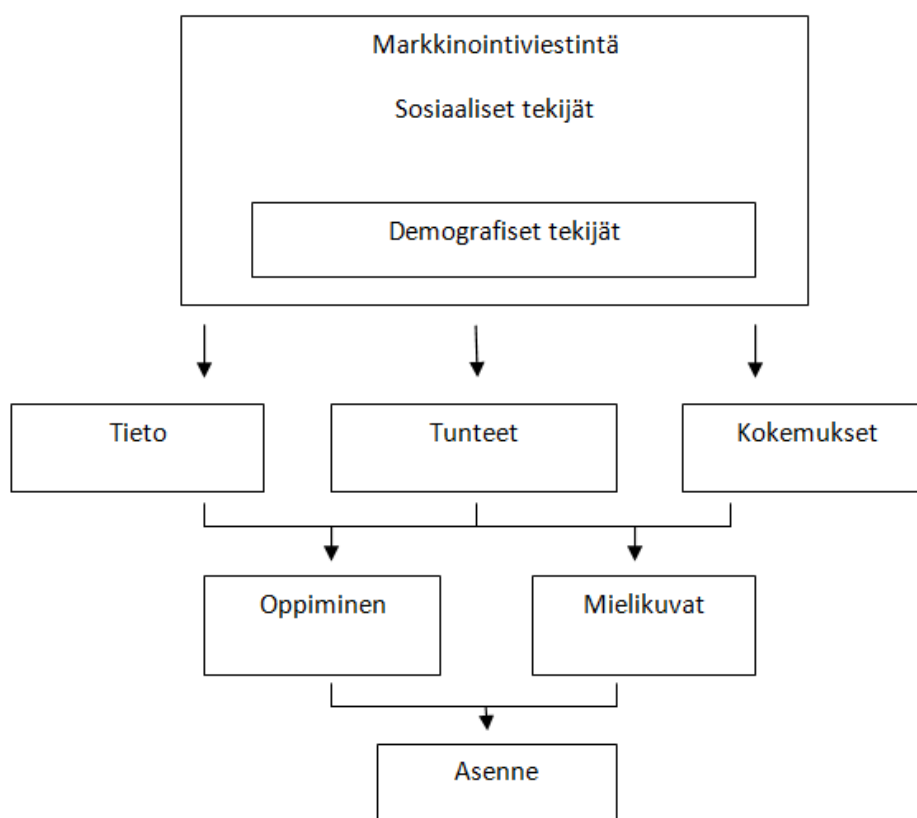 Markkinointiviestintä
Sosiaaliset tekijät
Demografiset tekijät
Tieto
Tunteet
Kokemukset
Oppiminen
Mielikuvat
Asenne